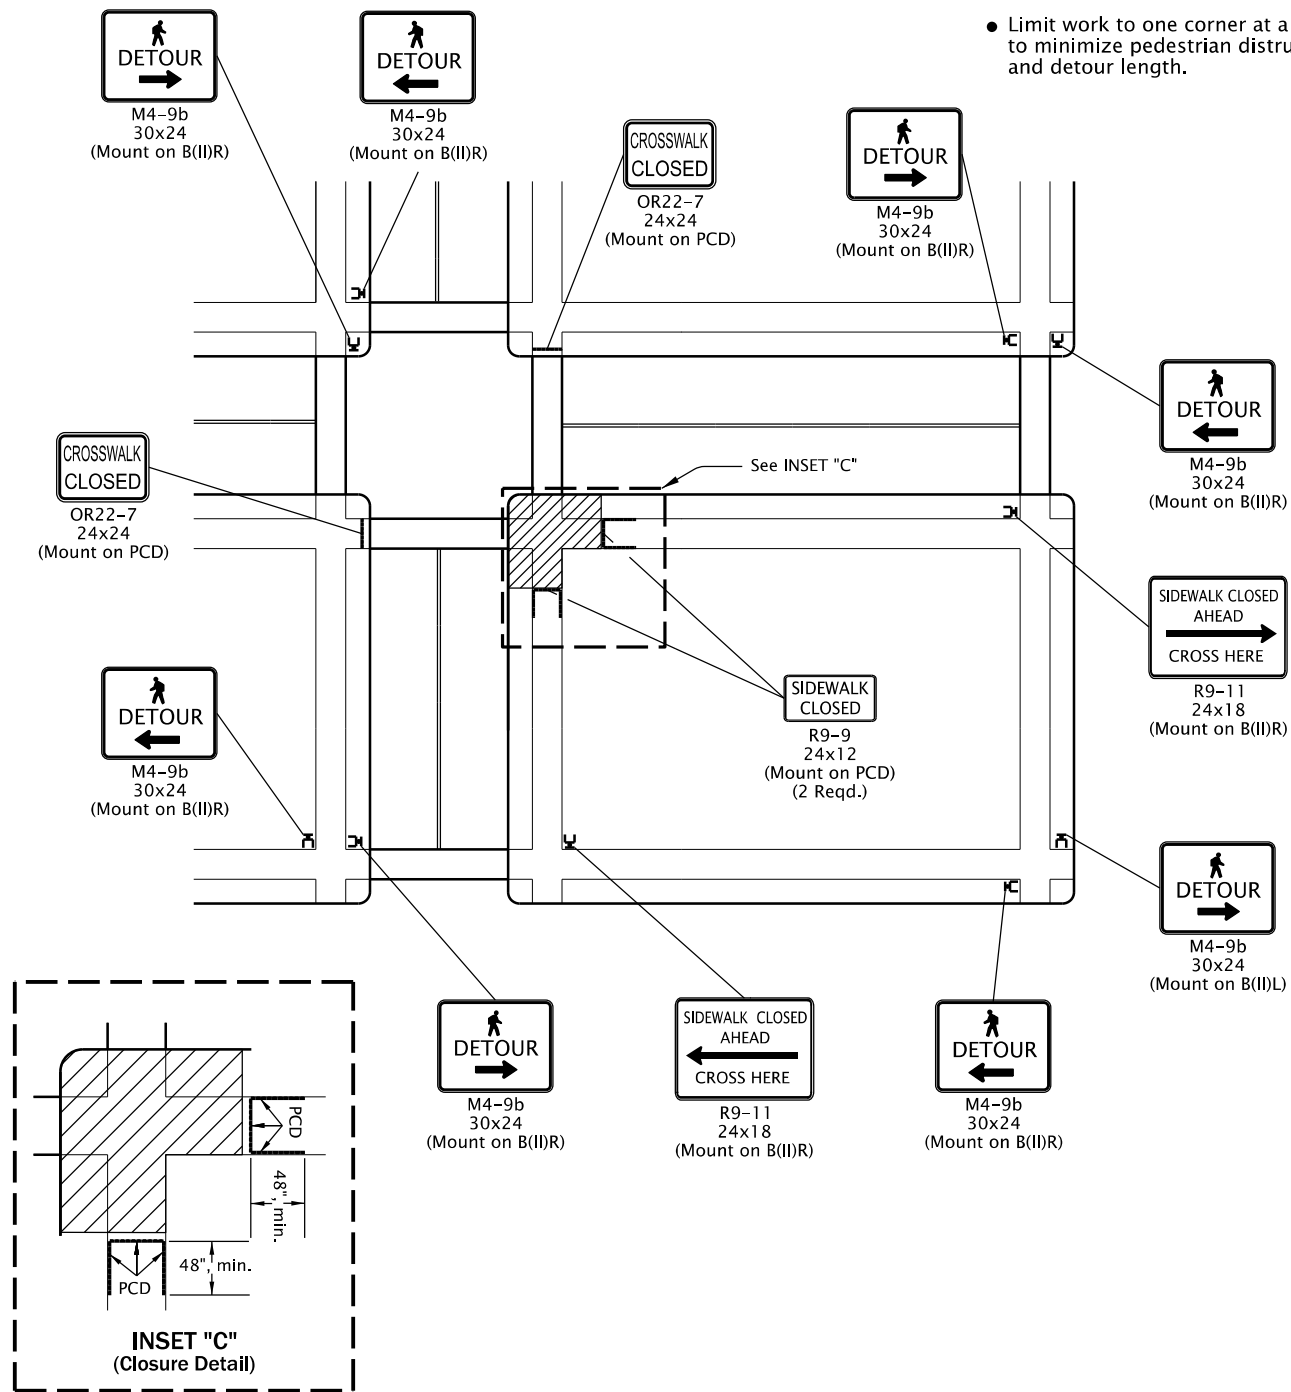 DETOUR
M4-9b
30x24
(Mount on B(II)R)
DETOUR
M4-9b
30x24
(Mount on B(II)R)
● Limit work to one corner at a
to minimize pedestrian
and detour length.
CROSSWALK
CLOSED
OR22-7
24x24
(Mount on PCD)
DETOUR
M4-9b
30x24
(Mount on B(II)R)
DETOUR
M4-9b
30x24
(Mount on B(II)R)
CROSSWALK
CLOSED
OR22-7
24x24
(Mount on PCD)
See INSET "C"
SIDEWALK CLOSED
AHEAD
CROSS HERE
R9-11
24x18
(Mount on B(II)R)
DETOUR
M4-9b
30x24
(Mount on B(II)R)
SIDEWALK
CLOSED
R9-9
24x12
(Mount on PCD)
(2 Reqd.)
DETOUR
M4-9b
30x24
(Mount on B(II)L)
DETOUR
M4-9b
30x24
(Mount on B(II)R)
SIDEWALK CLOSED
AHEAD
CROSS HERE
R9-11
24x18
(Mount on B(II)R)
DETOUR
M4-9b
30x24
(Mount on B(II)R)
PCD
48", min.
48", min.
PCD
INSET "C"
(Closure Detail)